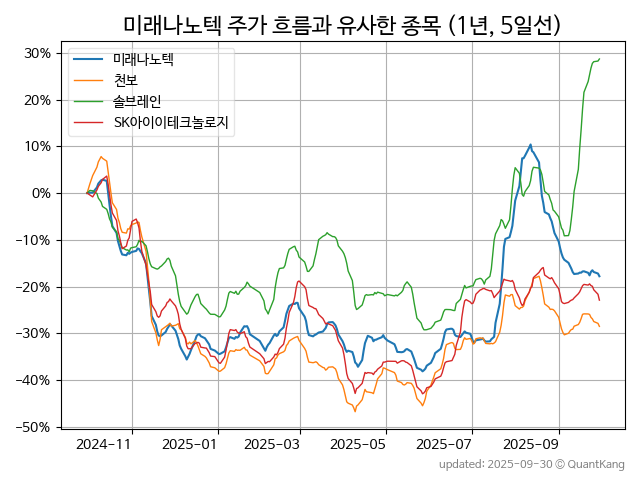 미래나노텍 주가 흐름과 유사한 종목 (1년, 5일선)
미래나노텍
천보
솔브레인
SK아이이테크놀로지
30%
20%
10%
0%
−10%
−20%
−30%
−40%
−50%
2024-11 2025-01 2025-03 2025-05 2025-07 2025-09
updated: 2025-09-30 © QuantKang